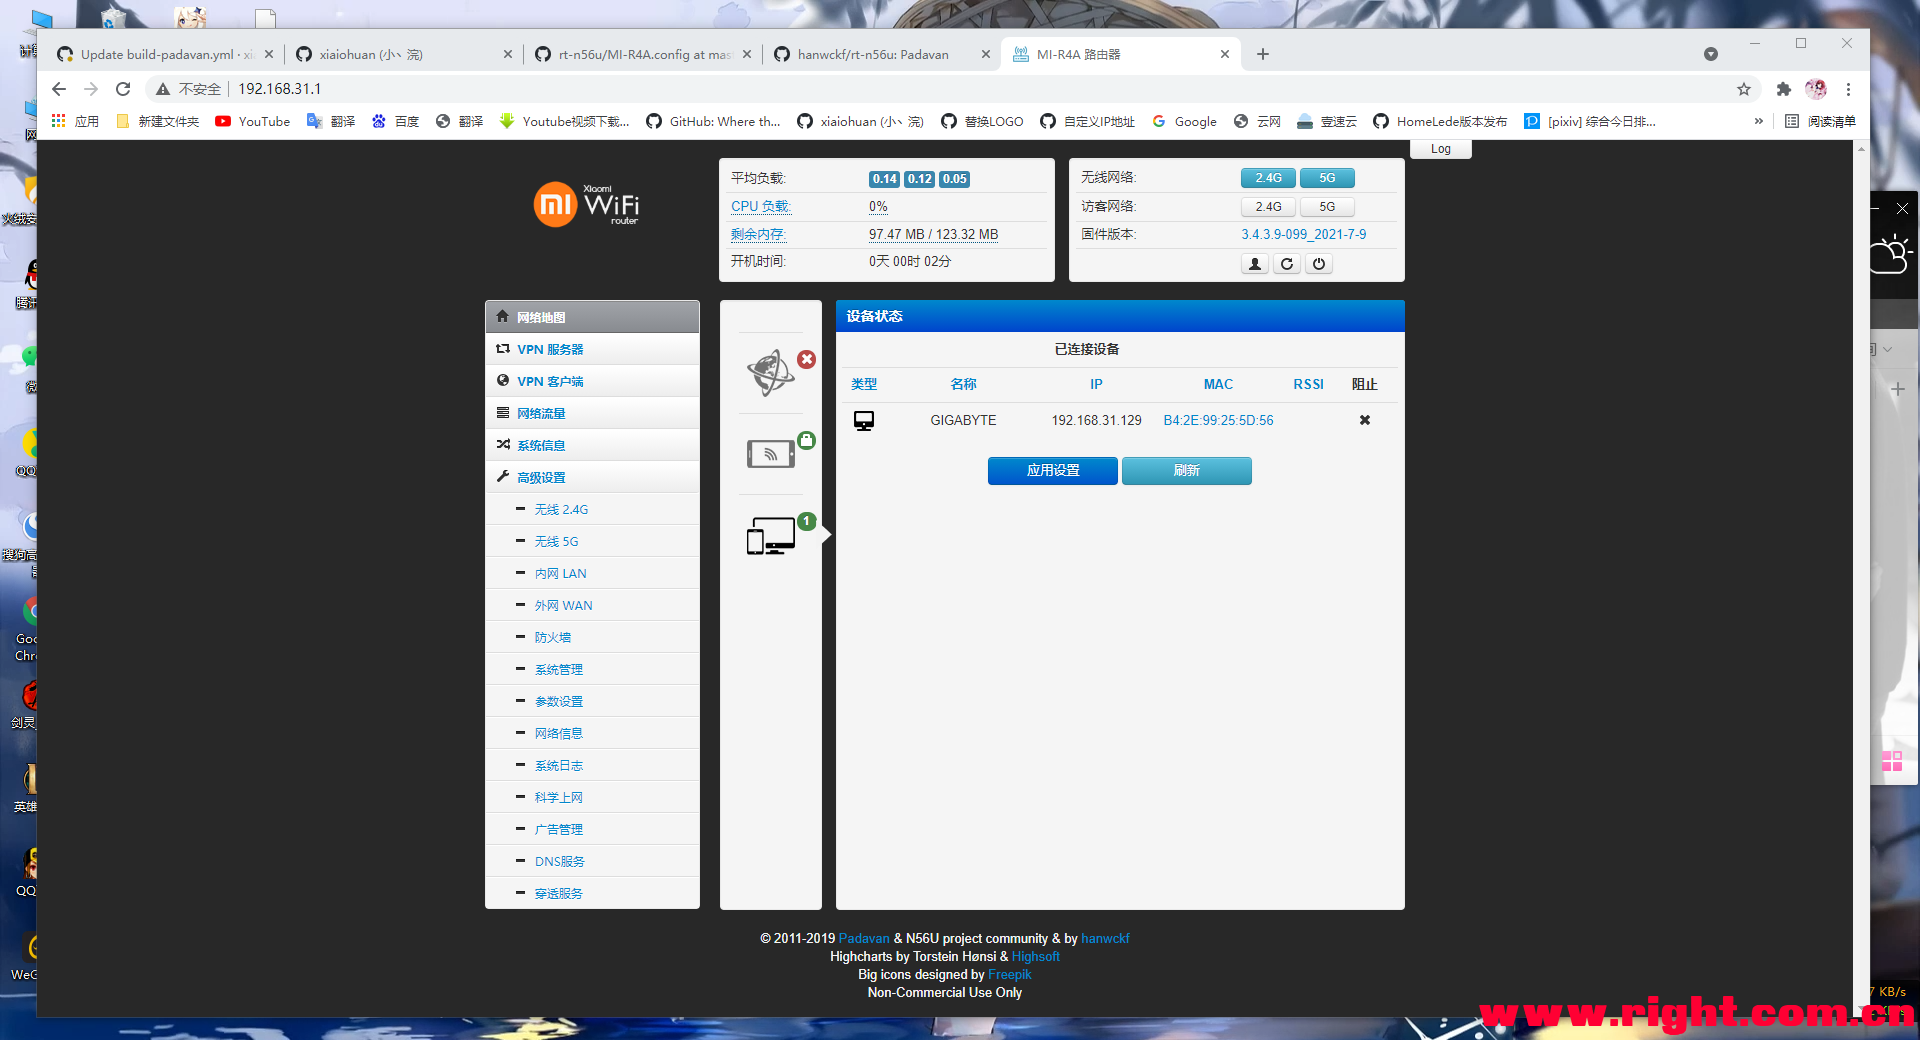 Update build-padavan.yml · xi
xiaiohuan (小丶浣)
rt-n56u/MI-R4A.config at mas
hanwckf/rt-n56u: Padavan
MI-R4A 路由器
不安全
192.168.31.1
应用
新建文件夹
YouTube
翻译
百度
翻译
Youtube视频下载...
GitHub: Where th...
xiaiohuan (小丶浣)
替换LOGO
自定义IP地址
Google
云网
壹速云
HomeLede版本发布
[pixiv] 综合今日排...
»
阅读清单
Log
mi
Xiaomi
WiFi
router
平均负载:
0.14 0.12 0.05
CPU 负载:
0%
剩余内存:
97.47 MB / 123.32 MB
开机时间:
0天 00时 02分
无线网络:
2.4G
5G
访客网络:
2.4G
5G
固件版本:
3.4.3.9-099_2021-7-9
网络地图
VPN 服务器
VPN 客户端
网络流量
系统信息
高级设置
无线 2.4G
无线 5G
内网 LAN
外网 WAN
防火墙
系统管理
参数设置
网络信息
系统日志
科学上网
广告管理
DNS服务
穿透服务
1
设备状态
已连接设备
类型
名称
IP
MAC
RSSI
阻止
GIGABYTE
192.168.31.129
B4:2E:99:25:5D:56
应用设置
刷新
© 2011-2019 Padavan & N56U project community & by hanwckf
Highcharts by Torstein Hønsi & Highsoft
Big icons designed by Freepik
Non-Commercial Use Only
QQ
Goo
Chro
英雄
QQ
WeG
7 KB/s
www.right.com.cn